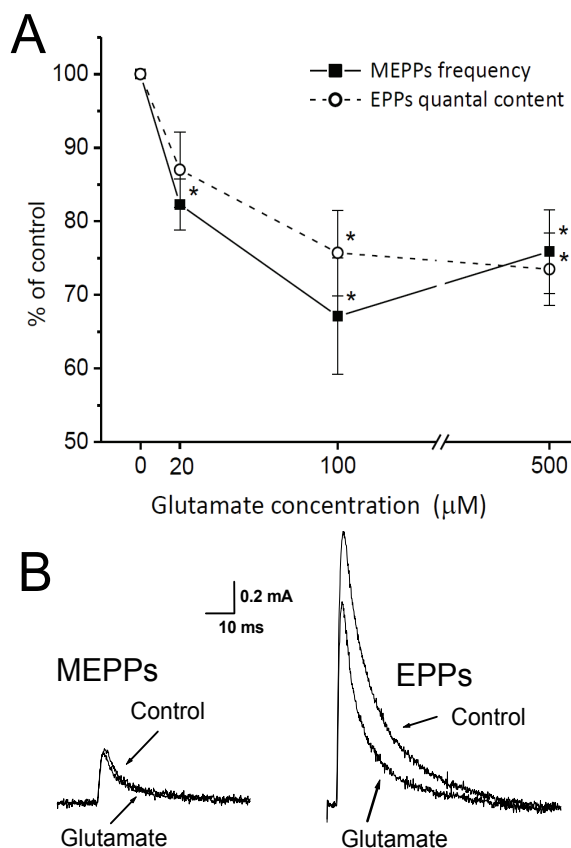 A
MEPPs frequency
EPPs quantal content
100
90
80
70
60
50
*
*
*
*
*
% of control
0 20 100 500
Glutamate concentration (μM)
B
0.2 mA
10 ms
MEPPs
Control
Glutamate
EPPs
Control
Glutamate